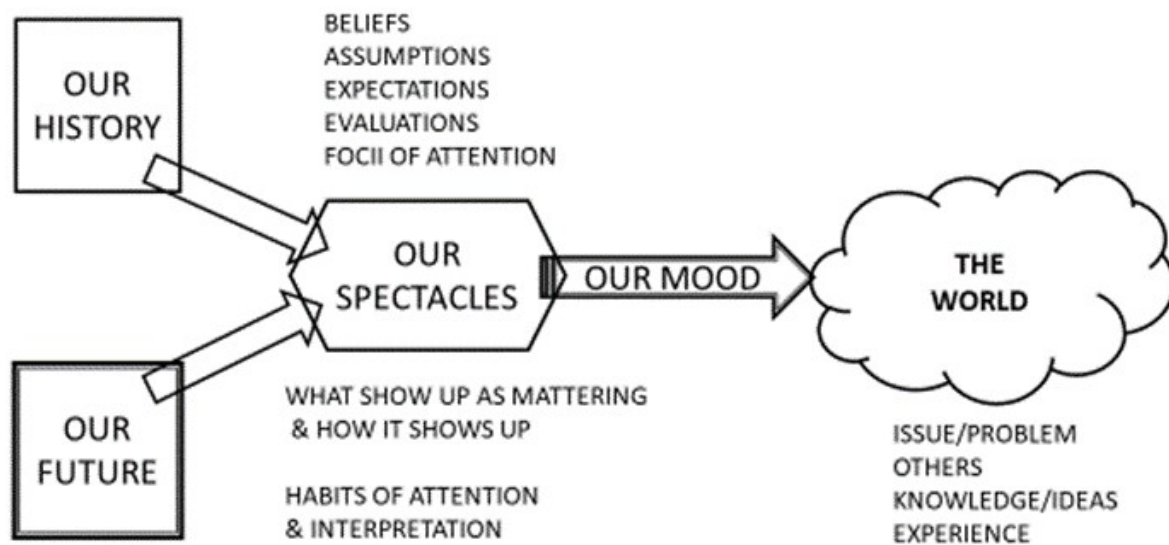 OUR
HISTORY
BELIEFS
ASSUMPTIONS
EXPECTATIONS
EVALUATIONS
FOCII OF ATTENTION
OUR
SPECTACLES
OUR MOOD
THE
WORLD
OUR
FUTURE
WHAT SHOW UP AS MATTERING
& HOW IT SHOWS UP
HABITS OF ATTENTION
& INTERPRETATION
ISSUE/PROBLEM
OTHERS
KNOWLEDGE/IDEAS
EXPERIENCE